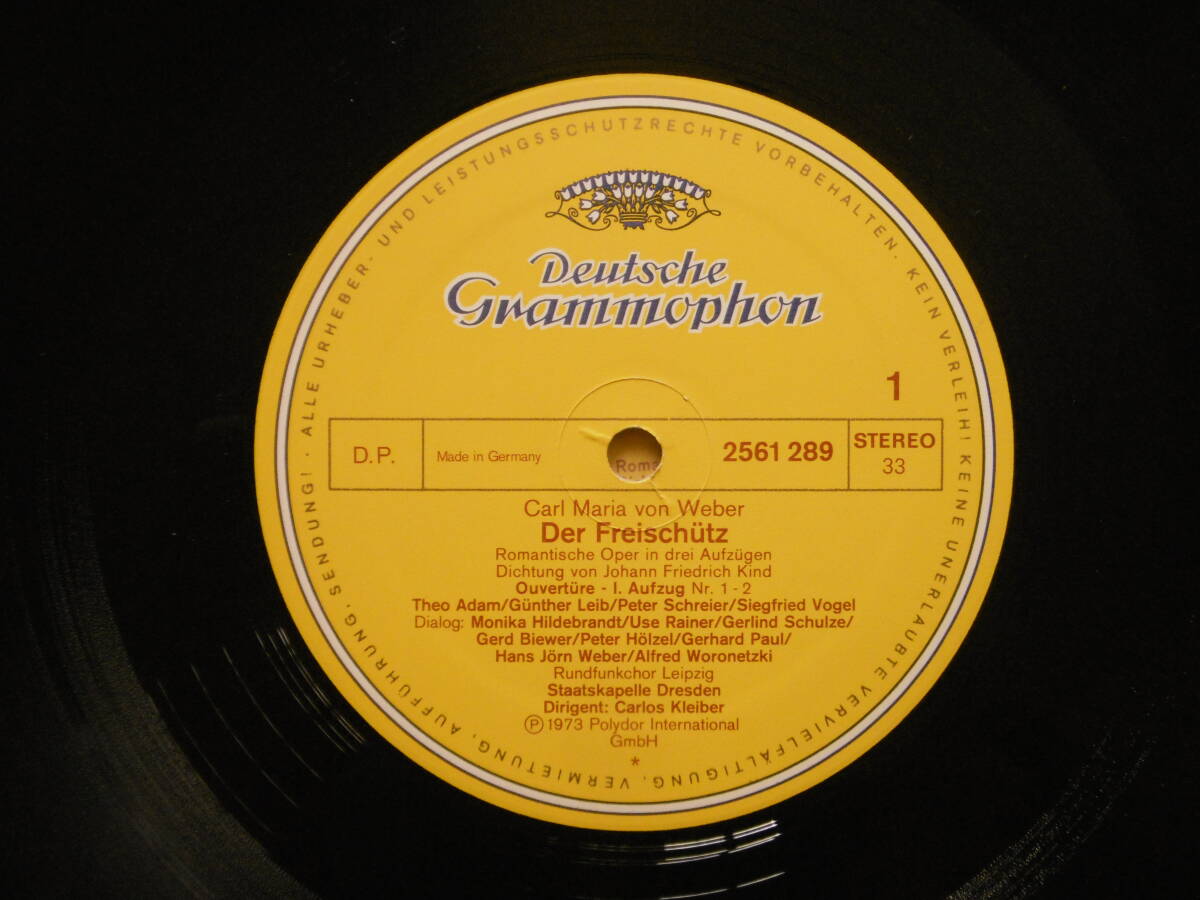 ALLE URHEBER- UND LEISTUNGSSCHUTZRECHTE VORBEHALTEN. KEIN VERLEIH! KEINE UNERLAUBTE VERVIELFÄLTIGUNG, VERMIETUNG, AUFFÜHRUNG, SENDUNG! ·
Deutsche
Grammophon
1
D.P.
Made in Germany
Roma
2561 289
STEREO
33
Carl Maria von Weber
Der Freischütz
Romantische Oper in drei Aufzügen
Dichtung von Johann Friedrich Kind
Ouvertüre - I. Aufzug Nr. 1-2
Theo Adam/Günther Leib/Peter Schreier/Siegfried Vogel
Dialog: Monika Hildebrandt/Use Rainer/Gerlind Schulze/
Gerd Biewer/Peter Hölzel/Gerhard Paul/
Hans Jörn Weber/Alfred Woronetzki
Rundfunkchor Leipzig
Staatskapelle Dresden
Dirigent: Carlos Kleiber
Ⓟ 1973 Polydor International
GmbH
*